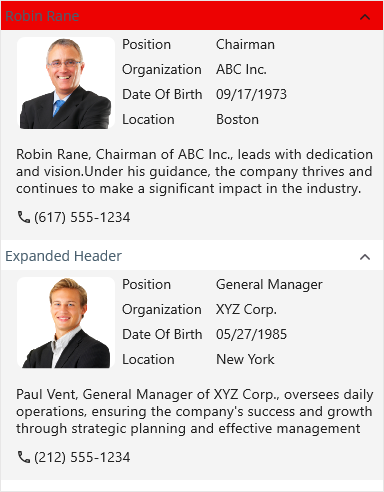 Robin Rane
Position Chairman
Organization ABC Inc.
Date Of Birth 09/17/1973
Location Boston
Robin Rane, Chairman of ABC Inc., leads with dedication
and vision.Under his guidance, the company thrives and
continues to make a significant impact in the industry.
(617) 555-1234
Expanded Header
Position General Manager
Organization XYZ Corp.
Date Of Birth 05/27/1985
Location New York
Paul Vent, General Manager of XYZ Corp., oversees daily
operations, ensuring the company's success and growth
through strategic planning and effective management
(212) 555-1234